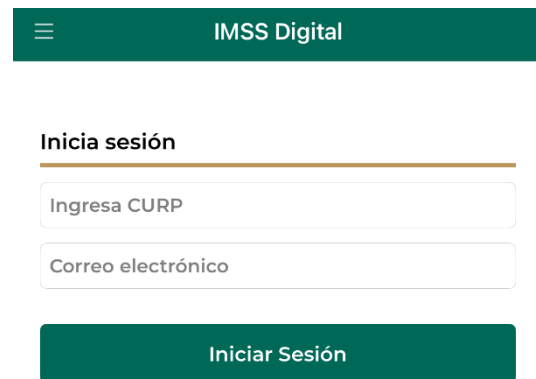 IMSS Digital
Inicia sesión
Ingresa CURP
Correo electrónico
Iniciar Sesión